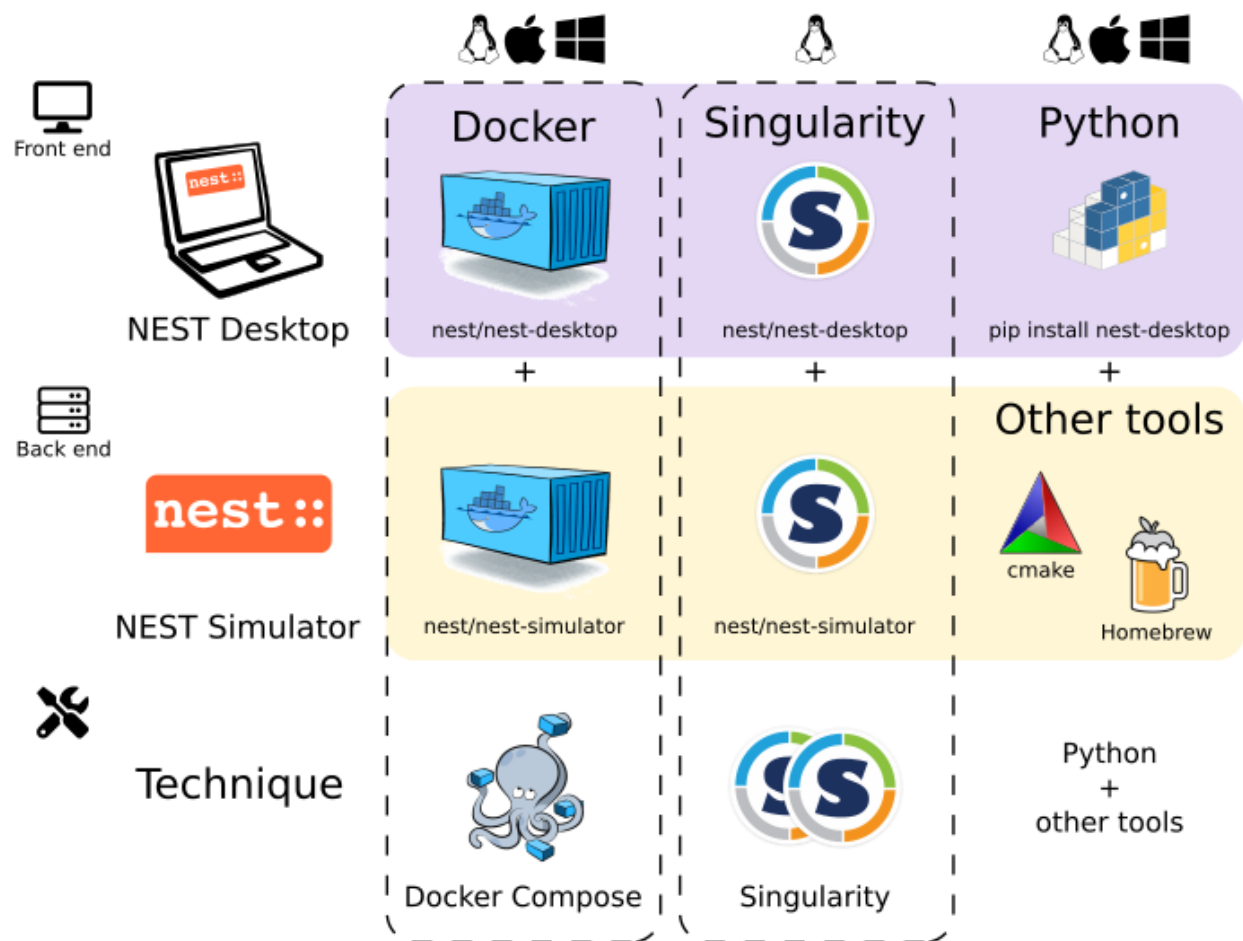 Front end
nest::
NEST Desktop
Docker
Singularity
Python
S
nest/nest-desktop
nest/nest-desktop
pip install nest-desktop
+
+
+
Back end
nest::
NEST Simulator
Other tools
S
cmake
Homebrew
nest/nest-simulator
nest/nest-simulator
Technique
S
S
Python
+
other tools
Docker Compose
Singularity